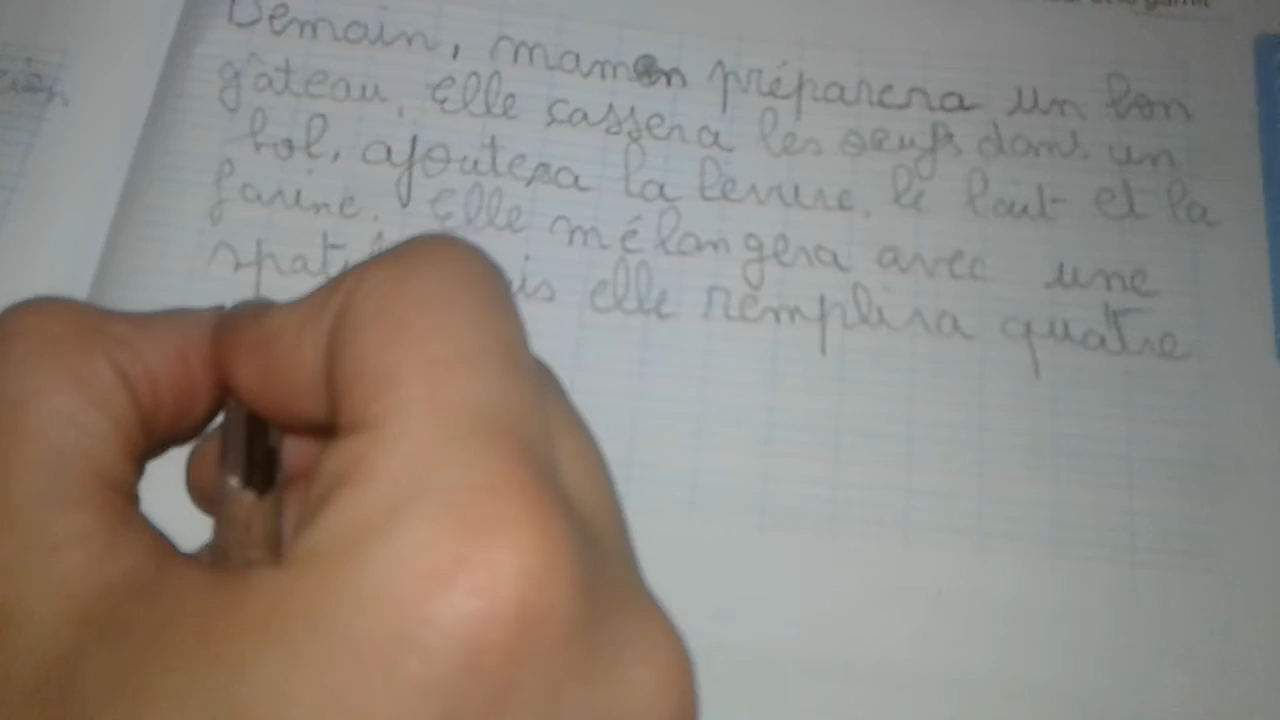 Demain, maman préparera un bon
gâteau. Elle cassera les oeufs dans un
bol, ajoutera la levure, le lait et la
farine. Elle mélangera avec une
elle remplira quatre